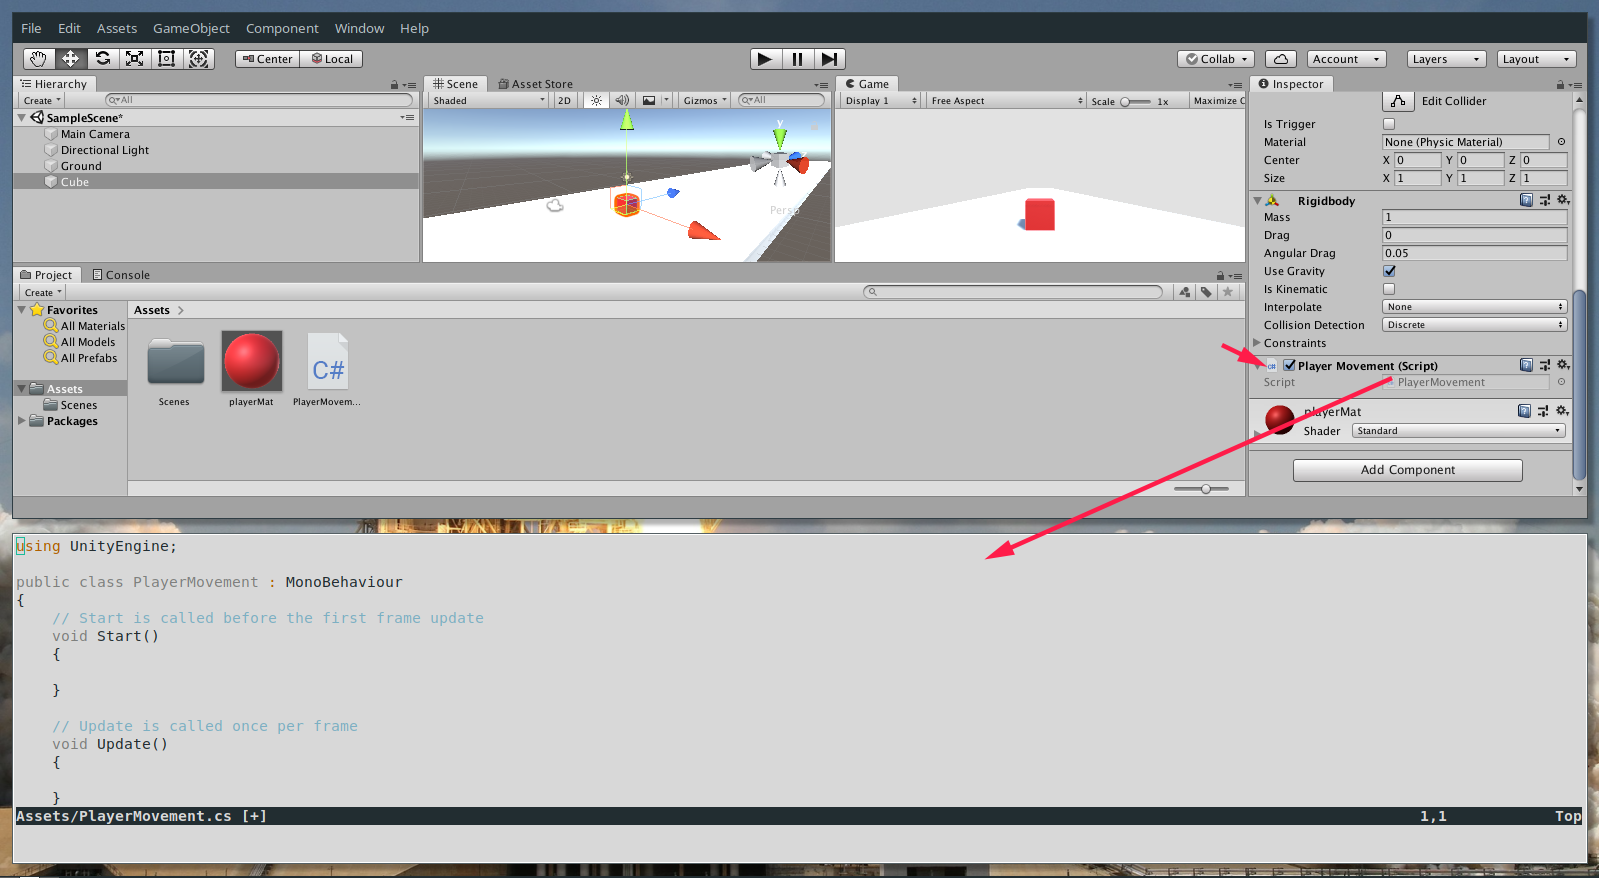 File Edit Assets GameObject Component Window Help
Center Local
Collab Account Layers Layout
Hierarchy
Create All
SampleScene*
Main Camera
Directional Light
Ground
Cube
Scene Asset Store
Shaded 2D Gizmos All
y
Persp
Game
Display 1 Free Aspect Scale 1x Maximize
Inspector
Edit Collider
Is Trigger
Material None (Physic Material)
Center X 0 Y 0 Z 0
Size X 1 Y 1 Z 1
Rigidbody
Mass 1
Drag 0
Angular Drag 0.05
Use Gravity
Is Kinematic
Interpolate None
Collision Detection Discrete
Constraints
C# Player Movement (Script)
Script PlayerMovement
playerMat
Shader Standard
Add Component
Project Console
Create
Favorites
All Materials
All Models
All Prefabs
Assets
Scenes
Packages
Assets
C#
Scenes playerMat PlayerMovem...
using UnityEngine;
public class PlayerMovement : MonoBehaviour
{
// Start is called before the first frame update
void Start()
{
}
// Update is called once per frame
void Update()
{
}
Assets/PlayerMovement.cs [+] 1,1 Top